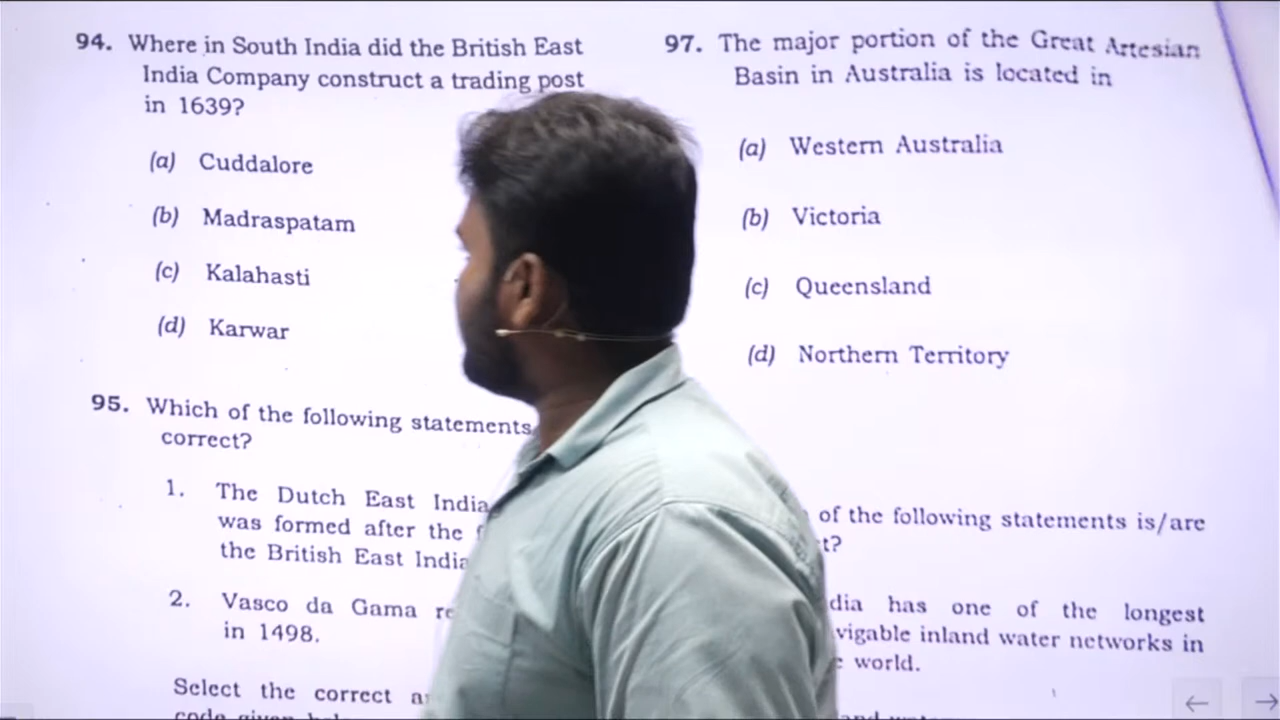 94. Where in South India did the British East
India Company construct a trading post
in 1639?
(a) Cuddalore
(b) Madraspatam
(c) Kalahasti
(d) Karwar
95. Which of the following statements
correct?
1. The Dutch East India
was formed after the
the British East India
2. Vasco da Gama
in 1498.
Select the correct
97. The major portion of the Great Artesian
Basin in Australia is located in
(a) Western Australia
(b) Victoria
(c) Queensland
(d) Northern Territory
of the following statements is/are
has one of the longest
inland water networks in
world.